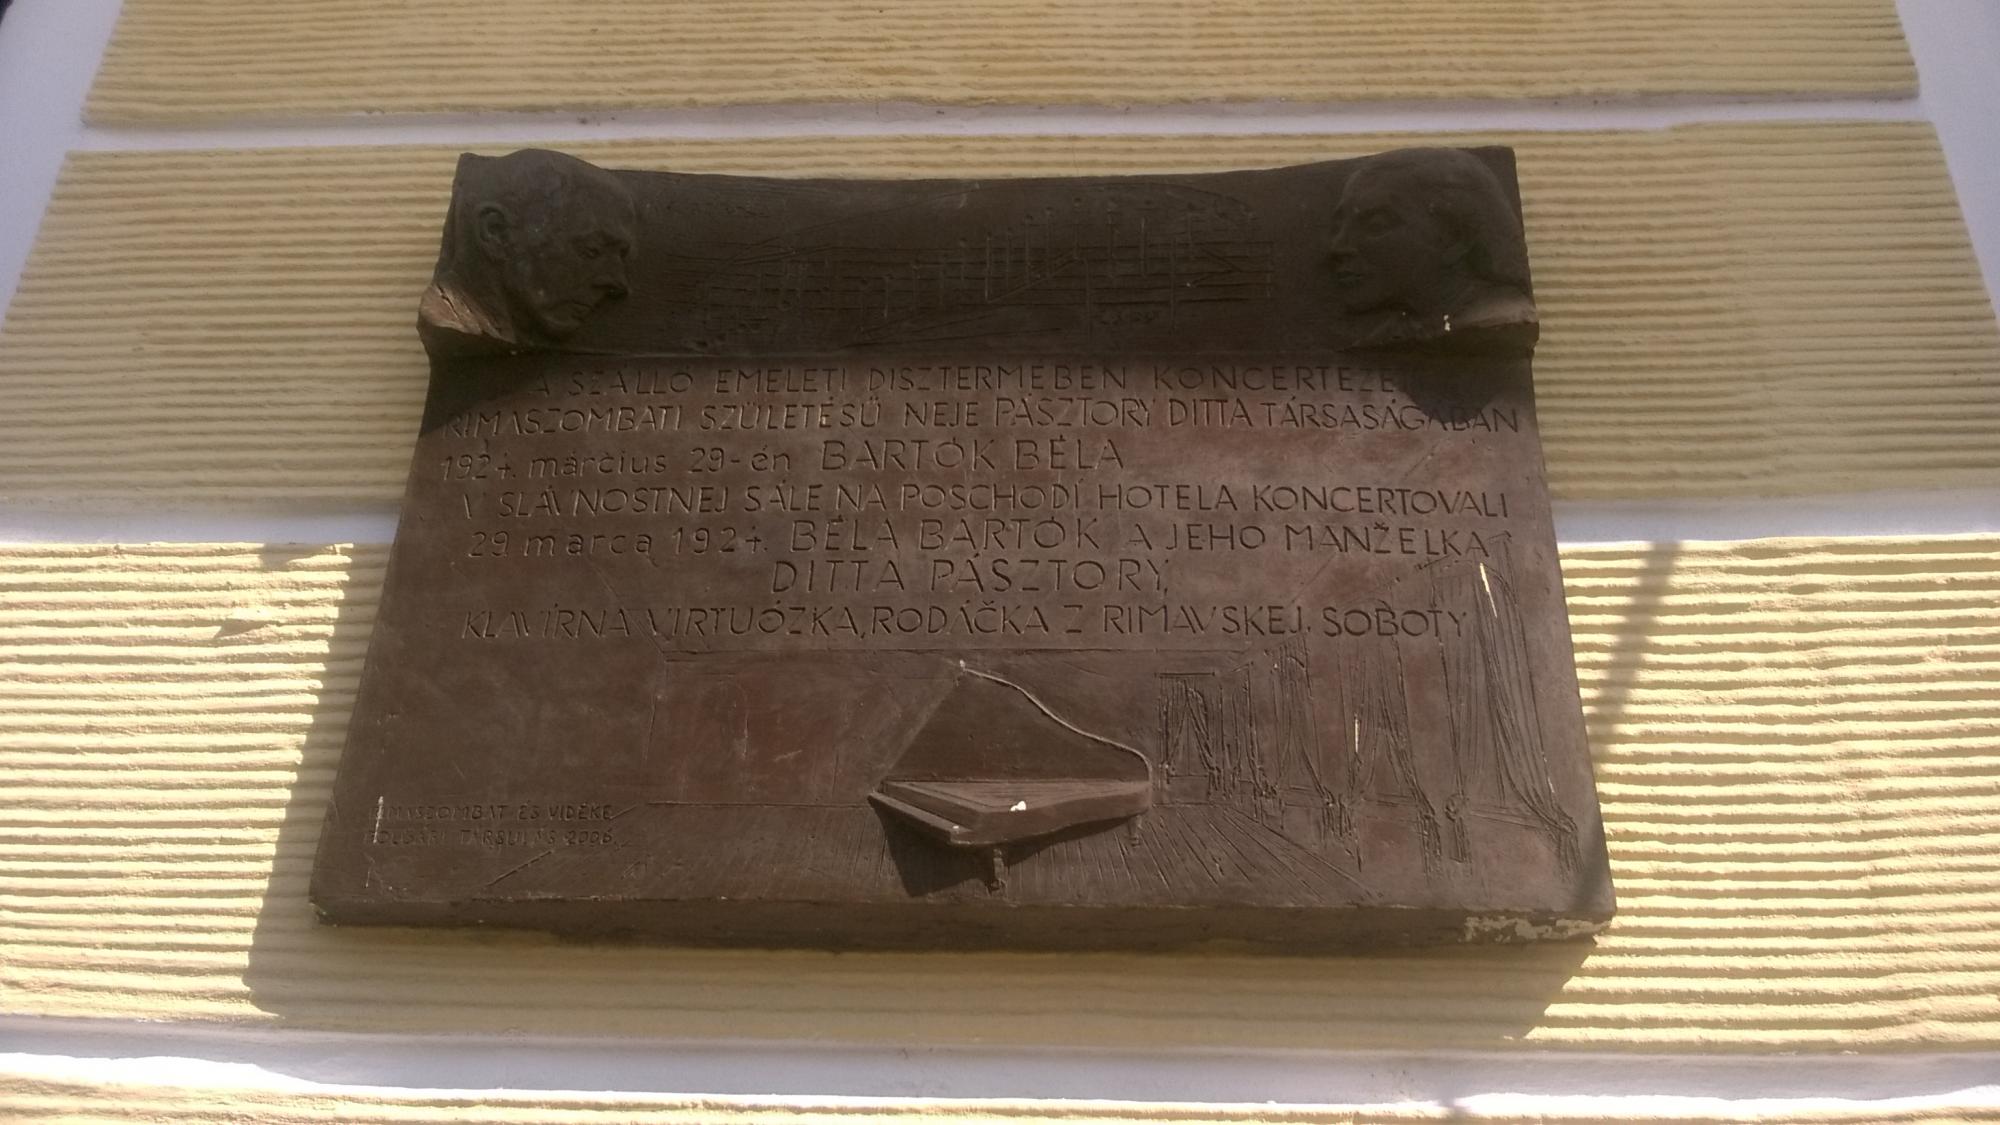 A SZÁLLÓ EMELETI DISZTERMÉBEN KONCERTEZETT
RIMASZOMBATI SZÜLETÉSŰ NEJE PÁSZTORY DITTA TÁRSASÁGÁBAN
1924. március 29-én BARTÓK BÉLA
V SLÁVNOSTNEJ SÁLE NA POSCHODÍ HOTELA KONCERTOVALI
29 marca 1924. BÉLA BARTÓK A JEHO MANŽELKA
DITTA PÁSZTORY,
KLAVÍRNA VIRTUÓZKA, RODÁČKA Z RIMAVSKEJ. SOBOTY
RIMASZOMBAT ÉS VIDÉKE
POLGÁRI TÁRSULÁS 2006.